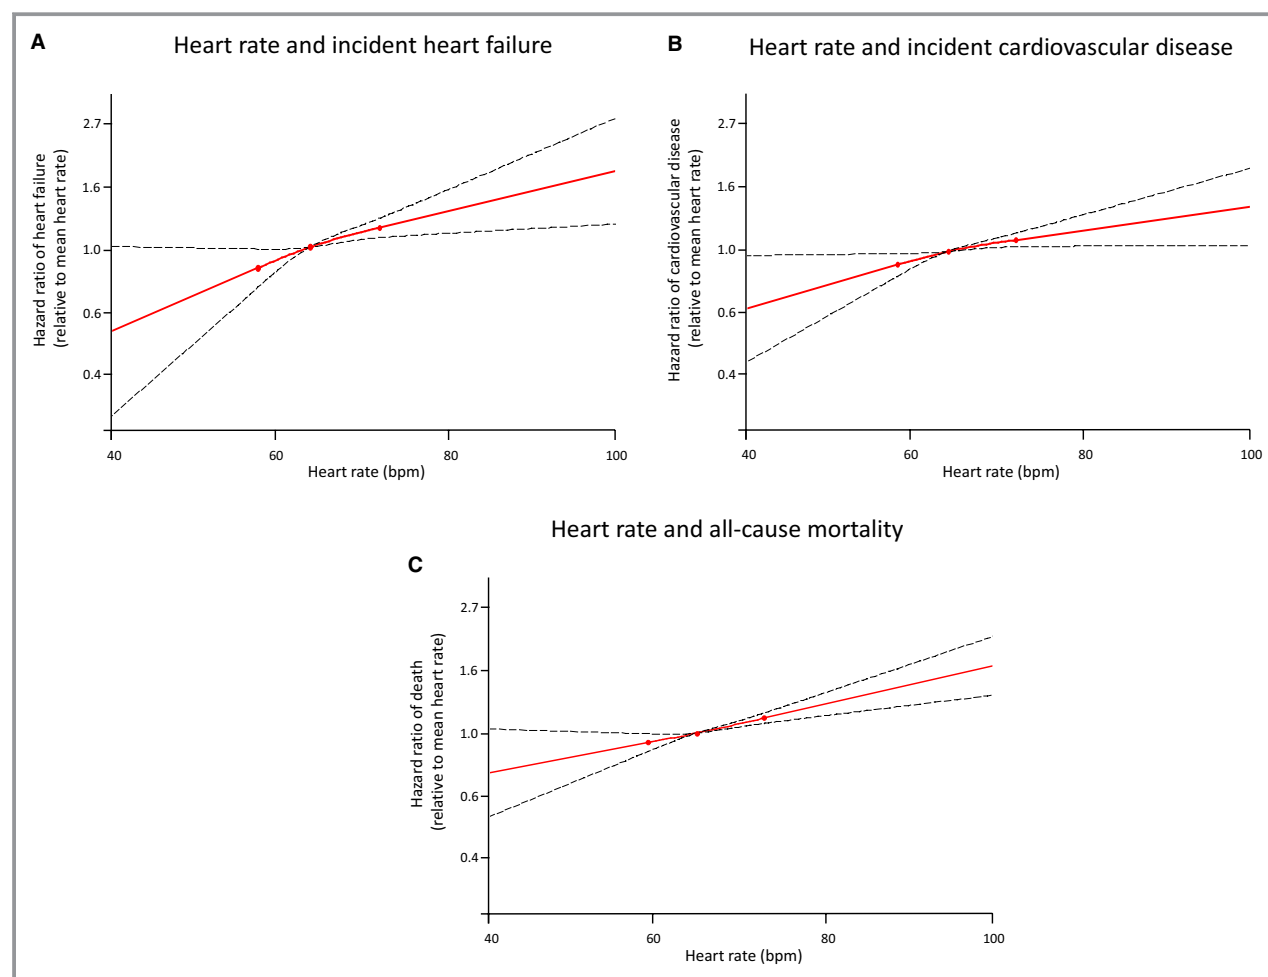 A
Heart rate and incident heart failure
Hazard ratio of heart failure
(relative to mean heart rate)
2.7
1.6
1.0
0.6
0.4
40
60
80
100
Heart rate (bpm)
B
Heart rate and incident cardiovascular disease
Hazard ratio of cardiovascular disease
(relative to mean heart rate)
2.7
1.6
1.0
0.6
0.4
40
60
80
100
Heart rate (bpm)
Heart rate and all-cause mortality
C
Hazard ratio of death
(relative to mean heart rate)
2.7
1.6
1.0
0.6
0.4
40
60
80
100
Heart rate (bpm)